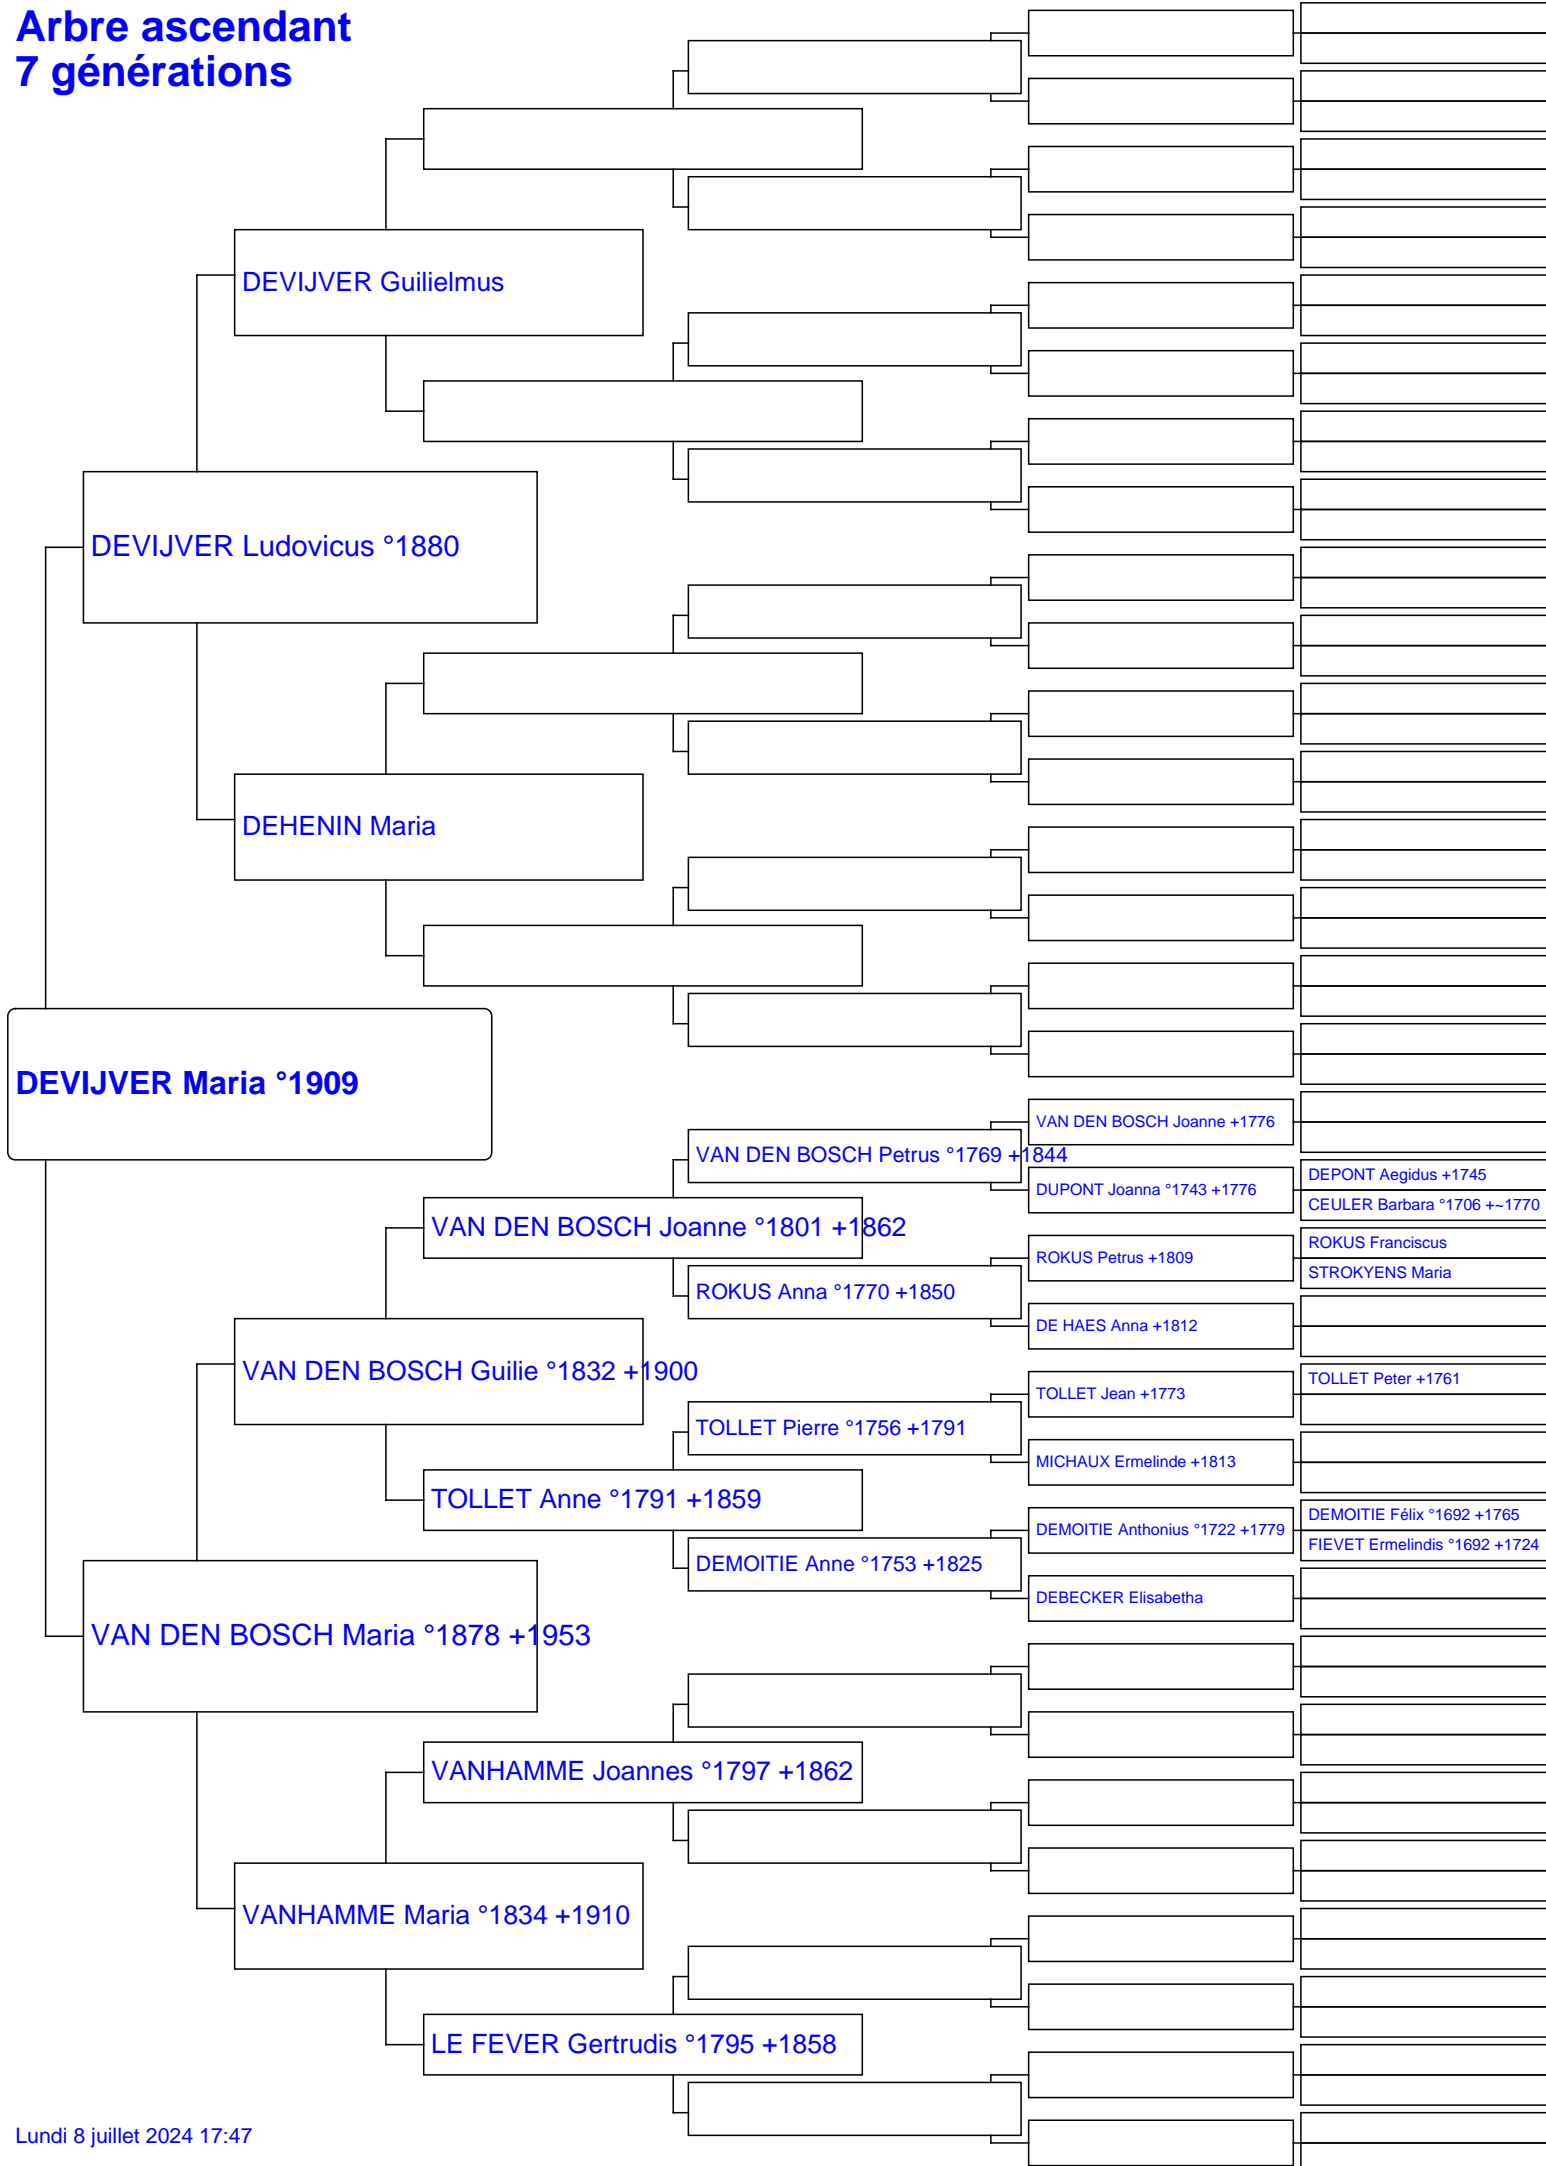 Arbre ascendant
7 générations
DEVIJVER Guilielmus
DEVIJVER Ludovicus °1880
DEHENIN Maria
DEVIJVER Maria °1909
VAN DEN BOSCH Joanne +1776
VAN DEN BOSCH Petrus °1769 +1844
DEPONT Aegidus +1745
DUPONT Joanna °1743 +1776
CEULER Barbara °1706 +~1770
VAN DEN BOSCH Joanne °1801 +1862
ROKUS Franciscus
ROKUS Petrus +1809
STROKYENS Maria
ROKUS Anna °1770 +1850
DE HAES Anna +1812
VAN DEN BOSCH Guilie °1832 +1900
TOLLET Peter +1761
TOLLET Jean +1773
TOLLET Pierre °1756 +1791
MICHAUX Ermelinde +1813
TOLLET Anne °1791 +1859
DEMOITIE Félix °1692 +1765
DEMOITIE Anthonius °1722 +1779
FIEVET Ermelindis °1692 +1724
DEMOITIE Anne °1753 +1825
DEBECKER Elisabetha
VAN DEN BOSCH Maria °1878 +1953
VANHAMME Joannes °1797 +1862
VANHAMME Maria °1834 +1910
LE FEVER Gertrudis °1795 +1858
Lundi 8 juillet 2024 17:47